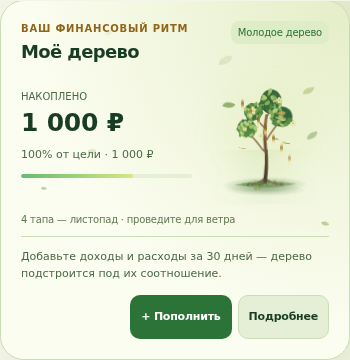 ВАШ ФИНАНСОВЫЙ РИТМ
Молодое дерево
Моё дерево
НАКОПЛЕНО
1 000 ₽
100% от цели · 1 000 ₽
4 тапа — листопад · проведите для ветра
Добавьте доходы и расходы за 30 дней — дерево
подстроится под их соотношение.
+ Пополнить
Подробнее